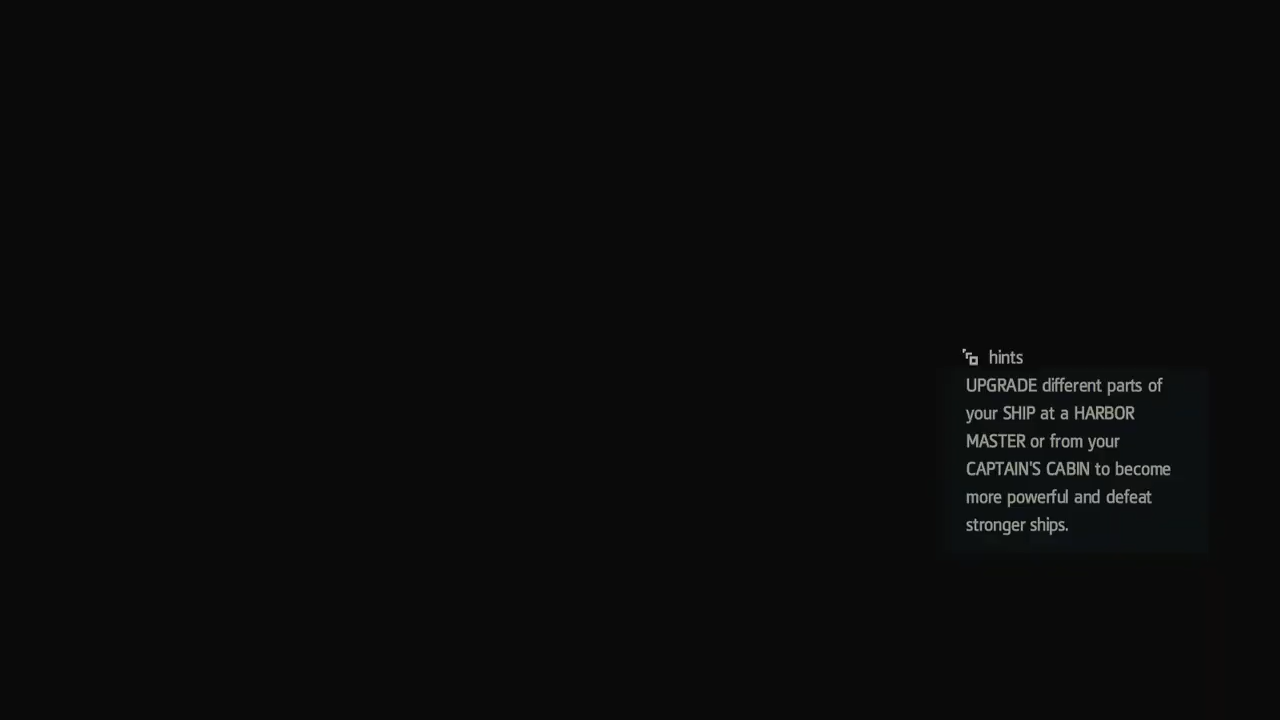 hints
UPGRADE different parts of
your SHIP at a HARBOR
MASTER or from your
CAPTAIN'S CABIN to become
more powerful and defeat
stronger ships.